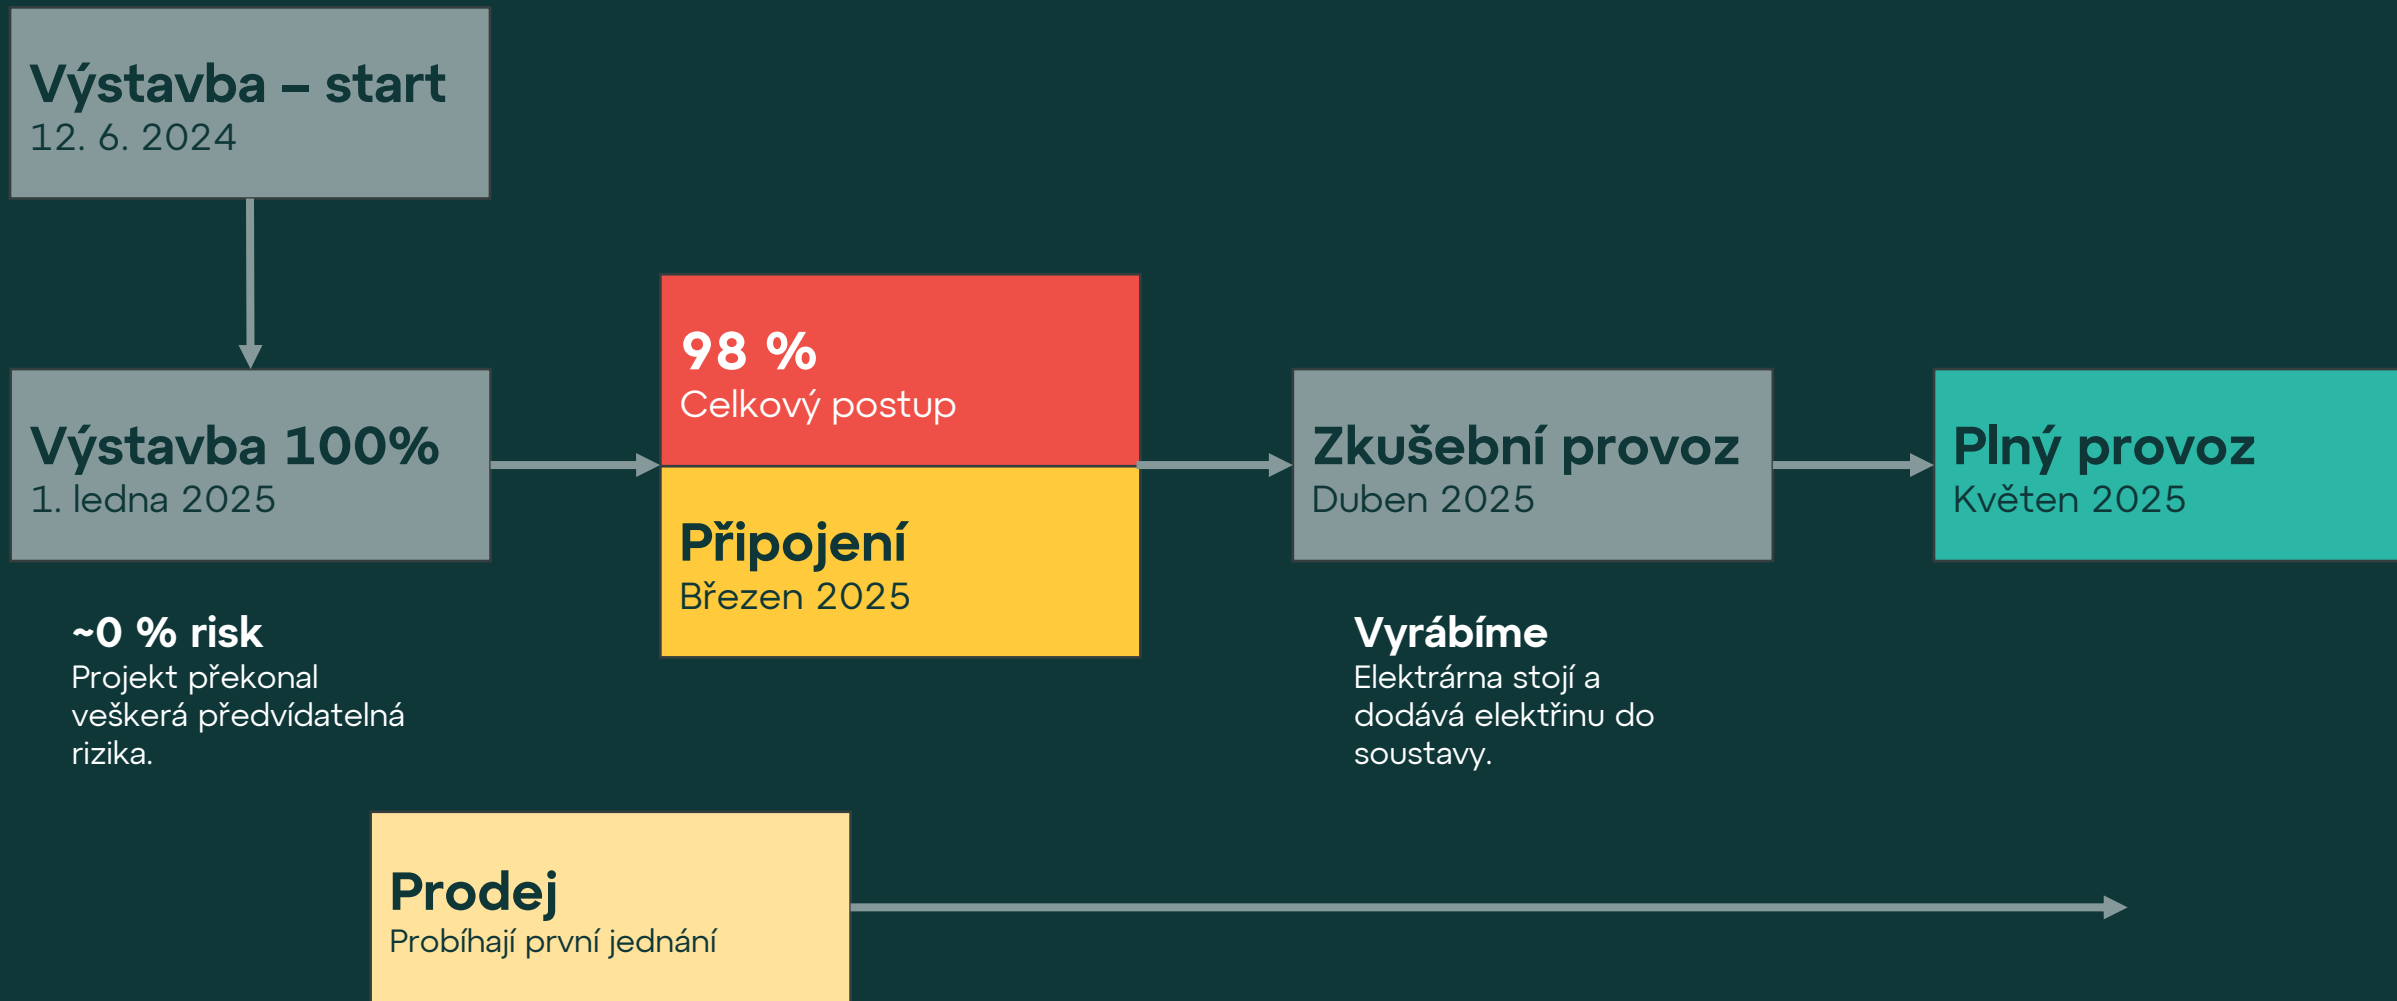 Výstavba – start
12. 6. 2024
Výstavba 100%
1. ledna 2025
~0 % risk
Projekt překonal
veškerá předvídatelná
rizika.
98 %
Celkový postup
Připojení
Březen 2025
Zkušební provoz
Duben 2025
Vyrábíme
Elektrárna stojí a
dodává elektřinu do
soustavy.
Plný provoz
Květen 2025
Prodej
Probíhají první jednání